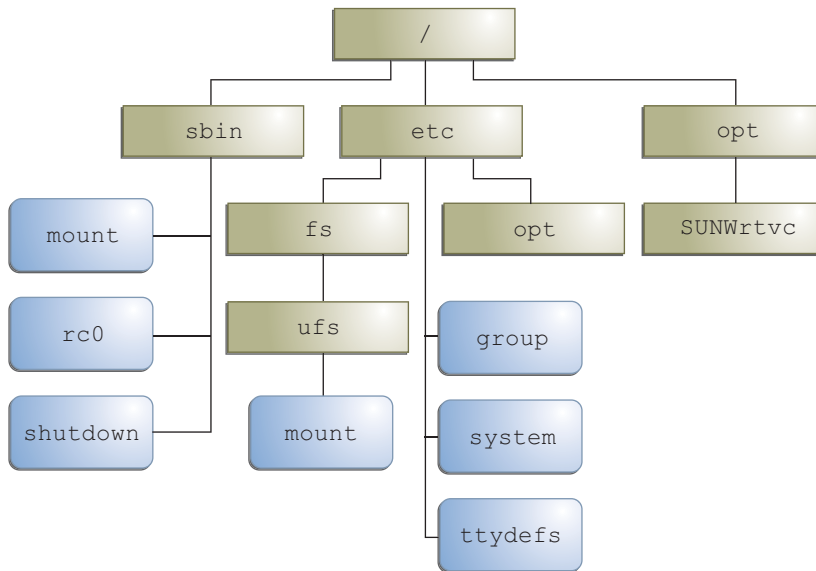 /
sbin
etc
opt
mount
fs
opt
SUNWrtvc
rc0
ufs
group
shutdown
mount
system
ttydefs